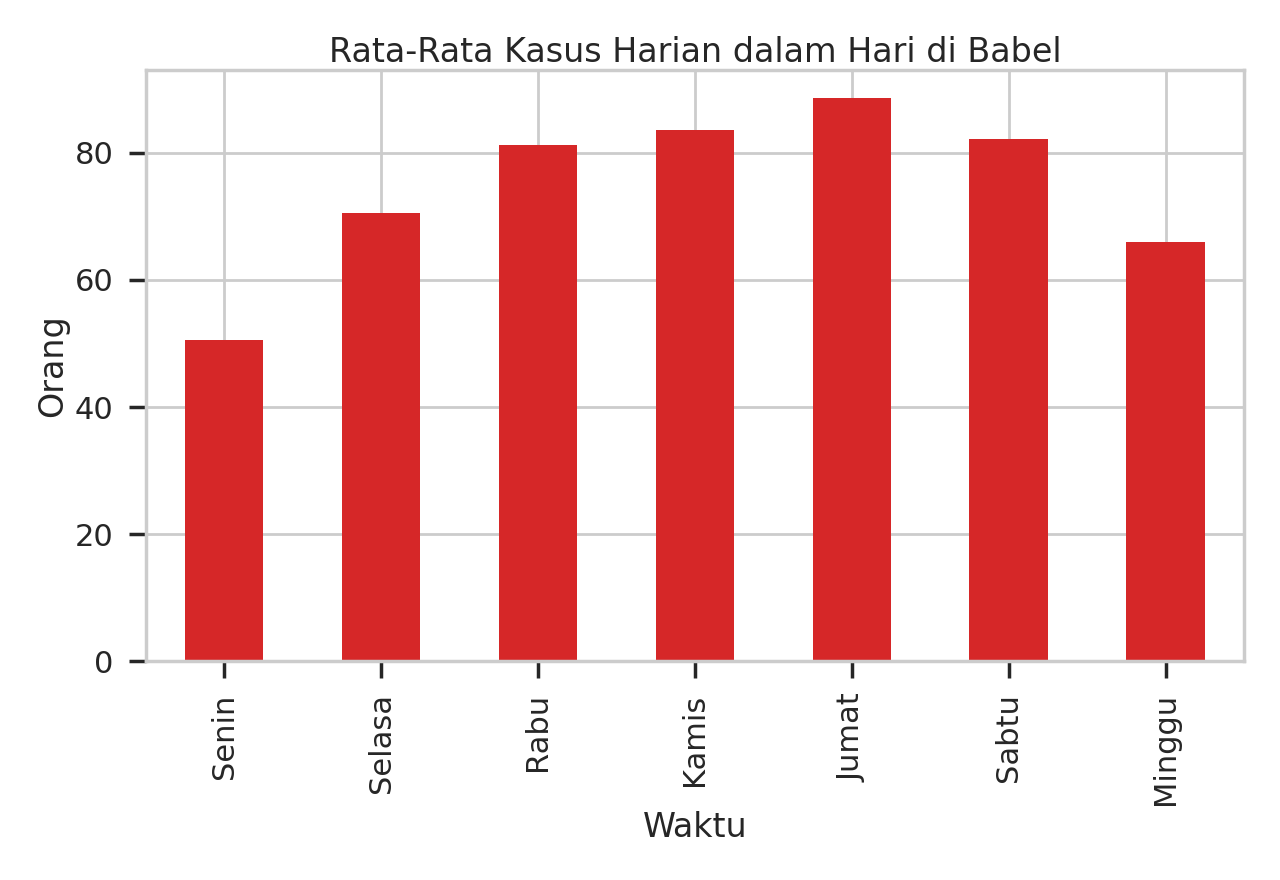 Rata-Rata Kasus Harian dalam Hari di Babel
Orang
80
60
40
20
0
Senin
Selasa
Rabu
Kamis
Jumat
Sabtu
Minggu
Waktu